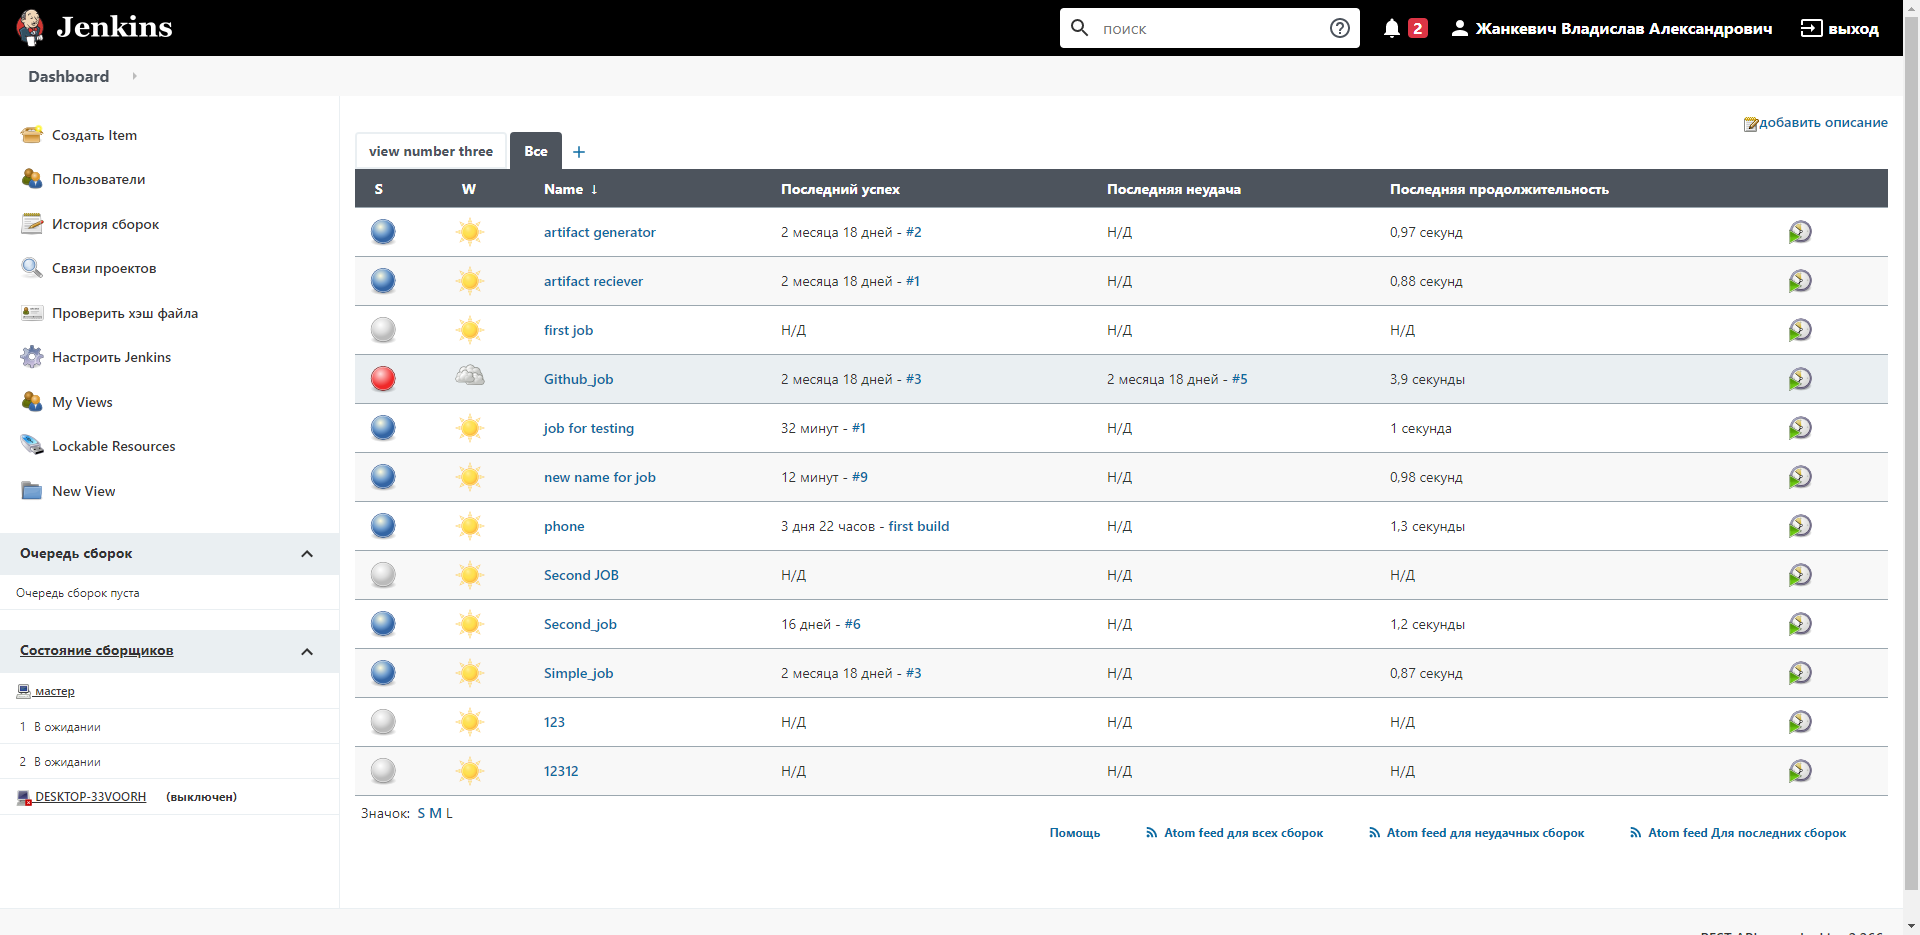 Jenkins
поиск
2
Жанкевич Владислав Александрович
выход
Dashboard
Создать Item
Пользователи
История сборок
Связи проектов
Проверить хэш файла
Настроить Jenkins
My Views
Lockable Resources
New View
Очередь сборок
Очередь сборок пуста
Состояние сборщиков
мастер
1 В ожидании
2 В ожидании
DESKTOP-33VOORH (выключен)
добавить описание
view number three Все +
S W Name ↓ Последний успех Последняя неудача Последняя продолжительность
artifact generator 2 месяца 18 дней - #2 Н/Д 0,97 секунд
artifact reciever 2 месяца 18 дней - #1 Н/Д 0,88 секунд
first job Н/Д Н/Д Н/Д
Github_job 2 месяца 18 дней - #3 2 месяца 18 дней - #5 3,9 секунды
job for testing 32 минут - #1 Н/Д 1 секунда
new name for job 12 минут - #9 Н/Д 0,98 секунд
phone 3 дня 22 часов - first build Н/Д 1,3 секунды
Second JOB Н/Д Н/Д Н/Д
Second_job 16 дней - #6 Н/Д 1,2 секунды
Simple_job 2 месяца 18 дней - #3 Н/Д 0,87 секунд
123 Н/Д Н/Д Н/Д
12312 Н/Д Н/Д Н/Д
Значок: S M L
Помощь Atom feed для всех сборок Atom feed для неудачных сборок Atom feed Для последних сборок